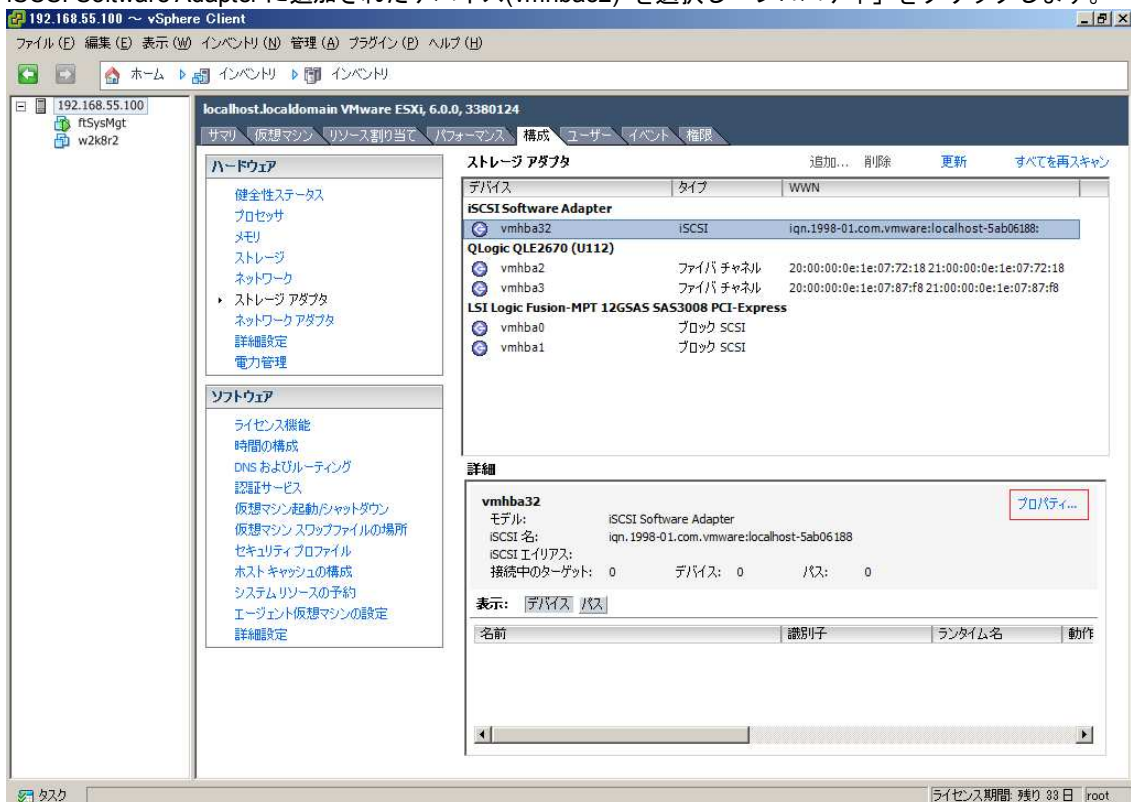 192.168.55.100 ～ vSphere Client
ファイル(F) 編集(E) 表示(W) インベントリ(N) 管理(A) プラグイン(P) ヘルプ(H)
ホーム インベントリ インベントリ
192.168.55.100
ftSysMgt
w2k8r2
localhost.localdomain VMware ESXi, 6.0.0, 3380124
サマリ 仮想マシン リソース割り当て パフォーマンス 構成 ユーザー イベント 権限
ハードウェア
健全性ステータス
プロセッサ
メモリ
ストレージ
ネットワーク
ストレージ アダプタ
ネットワーク アダプタ
詳細設定
電力管理
ソフトウェア
ライセンス機能
時間の構成
DNS およびルーティング
認証サービス
仮想マシン起動/シャットダウン
仮想マシン スワップファイルの場所
セキュリティ プロファイル
ホスト キャッシュの構成
システム リソースの予約
エージェント仮想マシンの設定
詳細設定
ストレージ アダプタ 追加... 削除 更新 すべてを再スキャン
デバイス タイプ WWN
iSCSI Software Adapter
vmhba32 iSCSI iqn.1998-01.com.vmware:localhost-5ab06188:
QLogic QLE2670 (U112)
vmhba2 ファイバ チャネル 20:00:00:0e:1e:07:72:18 21:00:00:0e:1e:07:72:18
vmhba3 ファイバ チャネル 20:00:00:0e:1e:07:87:f8 21:00:00:0e:1e:07:87:f8
LSI Logic Fusion-MPT 12GSAS SAS3008 PCI-Express
vmhba0 ブロック SCSI
vmhba1 ブロック SCSI
詳細
vmhba32 プロパティ...
モデル: iSCSI Software Adapter
iSCSI 名: iqn.1998-01.com.vmware:localhost-5ab06188
iSCSI エイリアス:
接続中のターゲット: 0 デバイス: 0 パス: 0
表示: デバイス パス
名前 識別子 ランタイム名 動作
タスク ライセンス期間: 残り 33 日 root